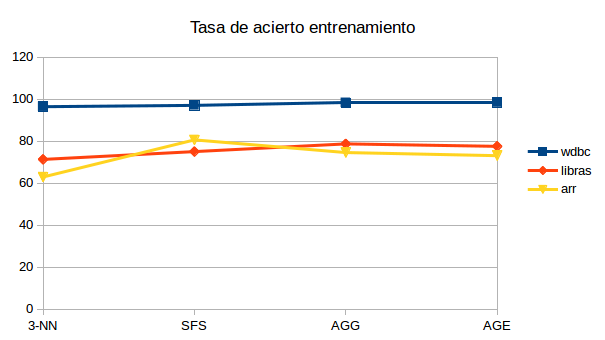 Tasa de acierto entrenamiento
120
100
80
60
40
20
0
3-NN SFS AGG AGE
wdbc
libras
arr